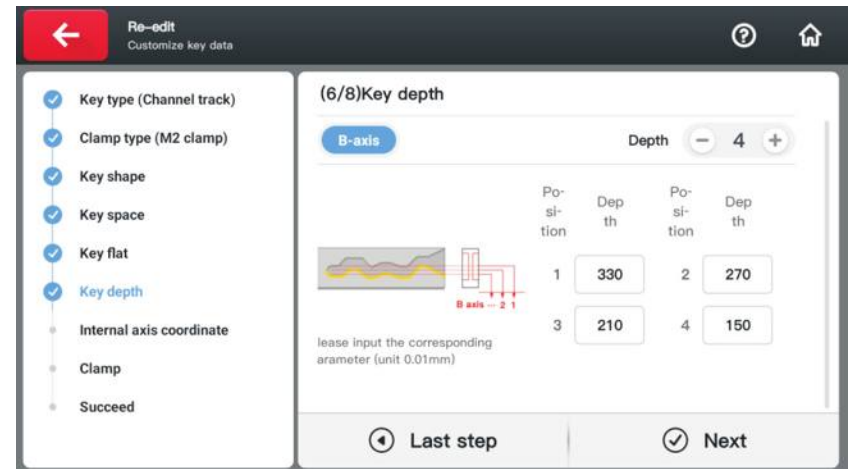 Re-edit
Customize key data
Key type (Channel track)
Clamp type (M2 clamp)
Key shape
Key space
Key flat
Key depth
Internal axis coordinate
Clamp
Succeed
(6/8)Key depth
B-axis
Depth - 4 +
Po-
si-
tion
Dep
th
Po-
si-
tion
Dep
th
1 330 2 270
3 210 4 150
B axis -- 2 1
lease input the corresponding
arameter (unit 0.01mm)
Last step
Next